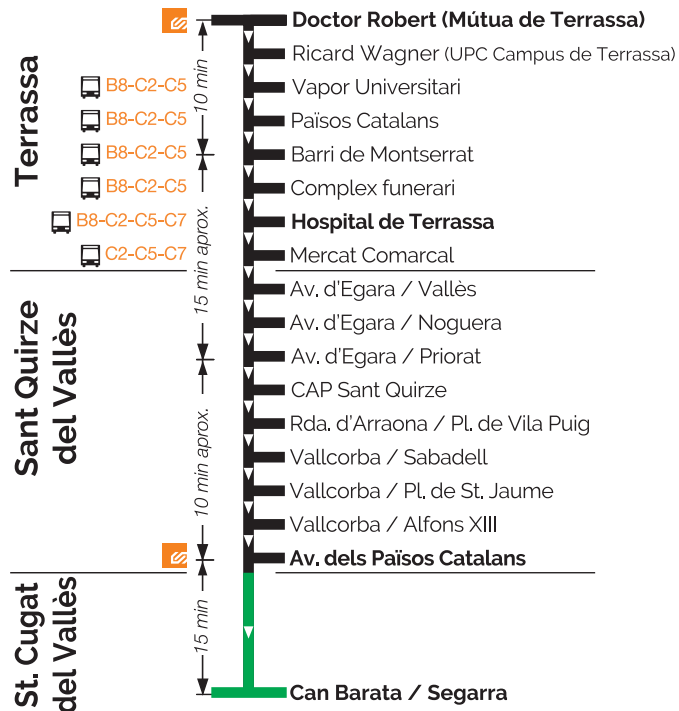 Terrassa
Doctor Robert (Mútua de Terrassa)
Ricard Wagner (UPC Campus de Terrassa)
B8-C2-C5
Vapor Universitari
B8-C2-C5
Països Catalans
B8-C2-C5
Barri de Montserrat
B8-C2-C5
Complex funerari
B8-C2-C5-C7
Hospital de Terrassa
C2-C5-C7
Mercat Comarcal
10 min
15 min aprox.
Sant Quirze
del Vallès
Av. d'Egara / Vallès
Av. d'Egara / Noguera
Av. d'Egara / Priorat
CAP Sant Quirze
Rda. d'Arraona / Pl. de Vila Puig
Vallcorba / Sabadell
Vallcorba / Pl. de St. Jaume
Vallcorba / Alfons XIII
Av. dels Països Catalans
10 min aprox.
St. Cugat
del Vallès
15 min
Can Barata / Segarra